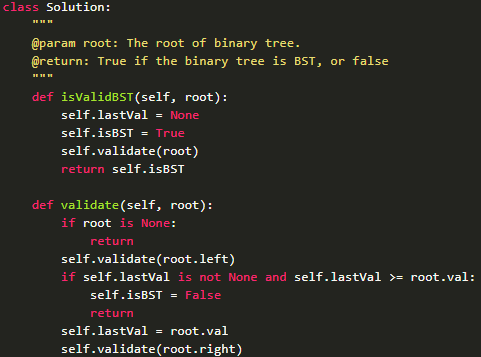 class Solution:
    """
    @param root: The root of binary tree.
    @return: True if the binary tree is BST, or false
    """
    def isValidBST(self, root):
        self.lastVal = None
        self.isBST = True
        self.validate(root)
        return self.isBST

    def validate(self, root):
        if root is None:
            return
        self.validate(root.left)
        if self.lastVal is not None and self.lastVal >= root.val:
            self.isBST = False
            return
        self.lastVal = root.val
        self.validate(root.right)